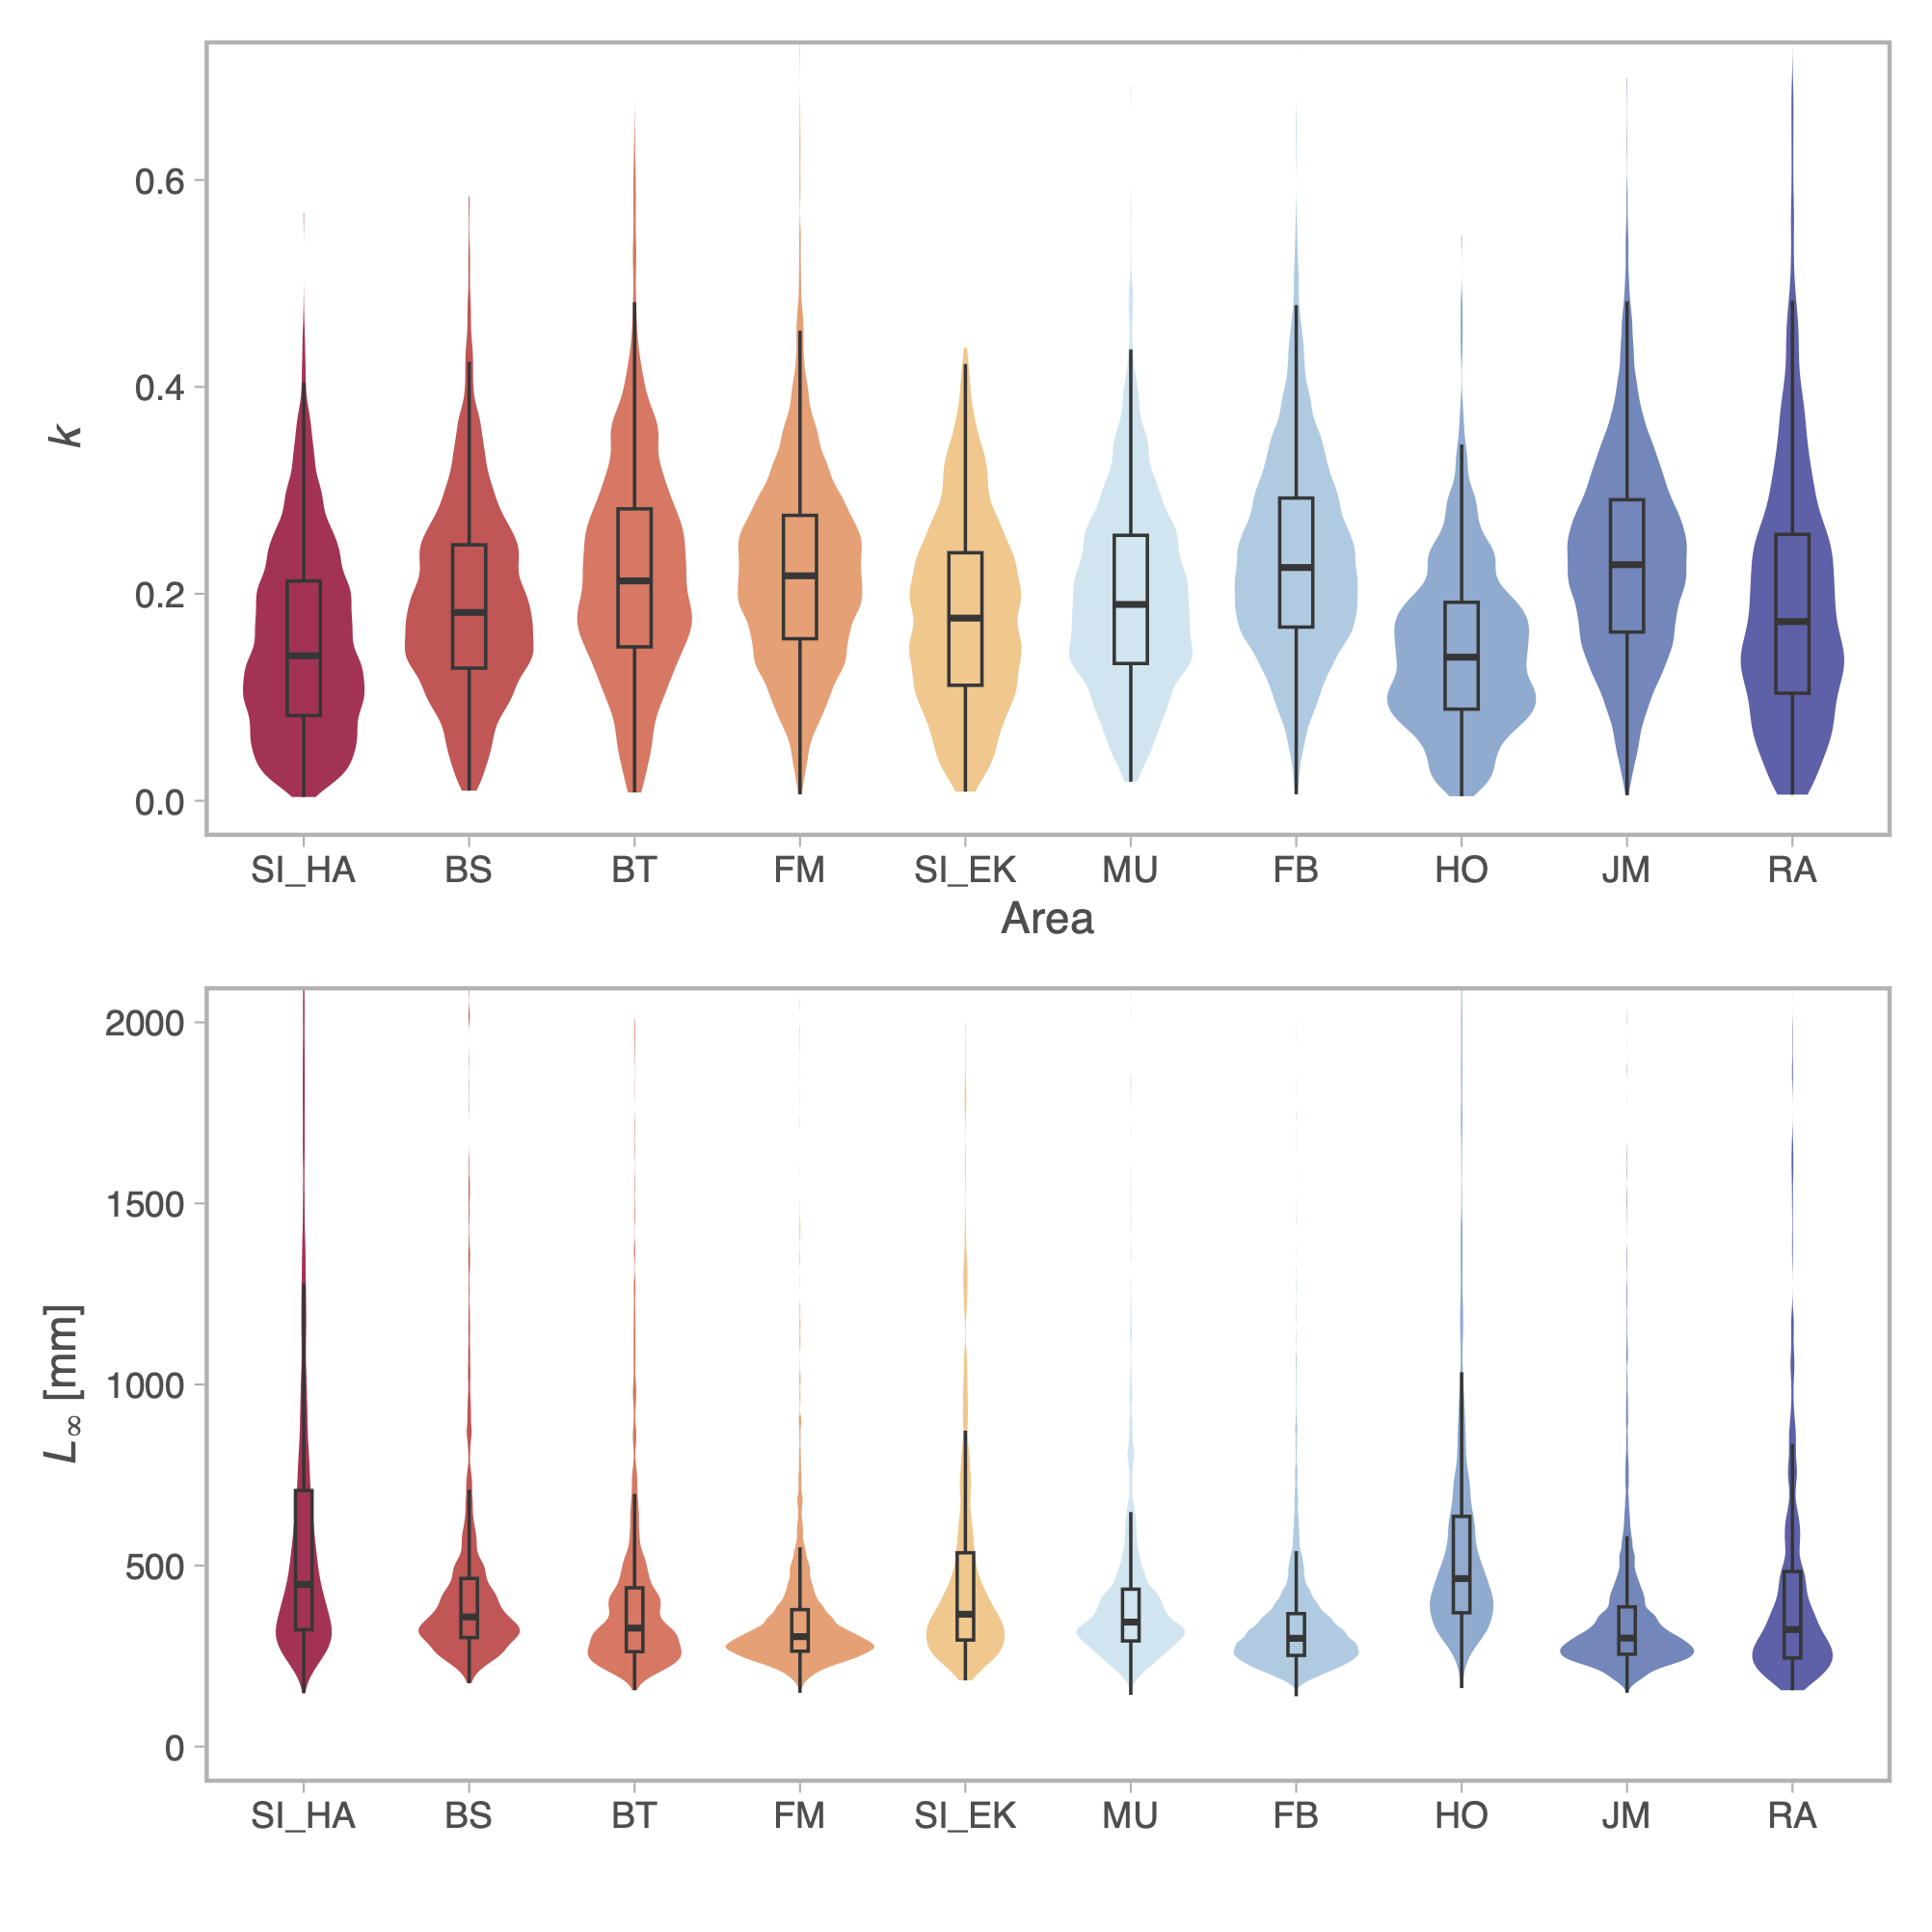 k
0.6
0.4
0.2
0.0
SI_HA BS BT FM SI_EK MU FB HO JM RA
Area
L∞ [mm]
2000
1500
1000
500
0
SI_HA BS BT FM SI_EK MU FB HO JM RA